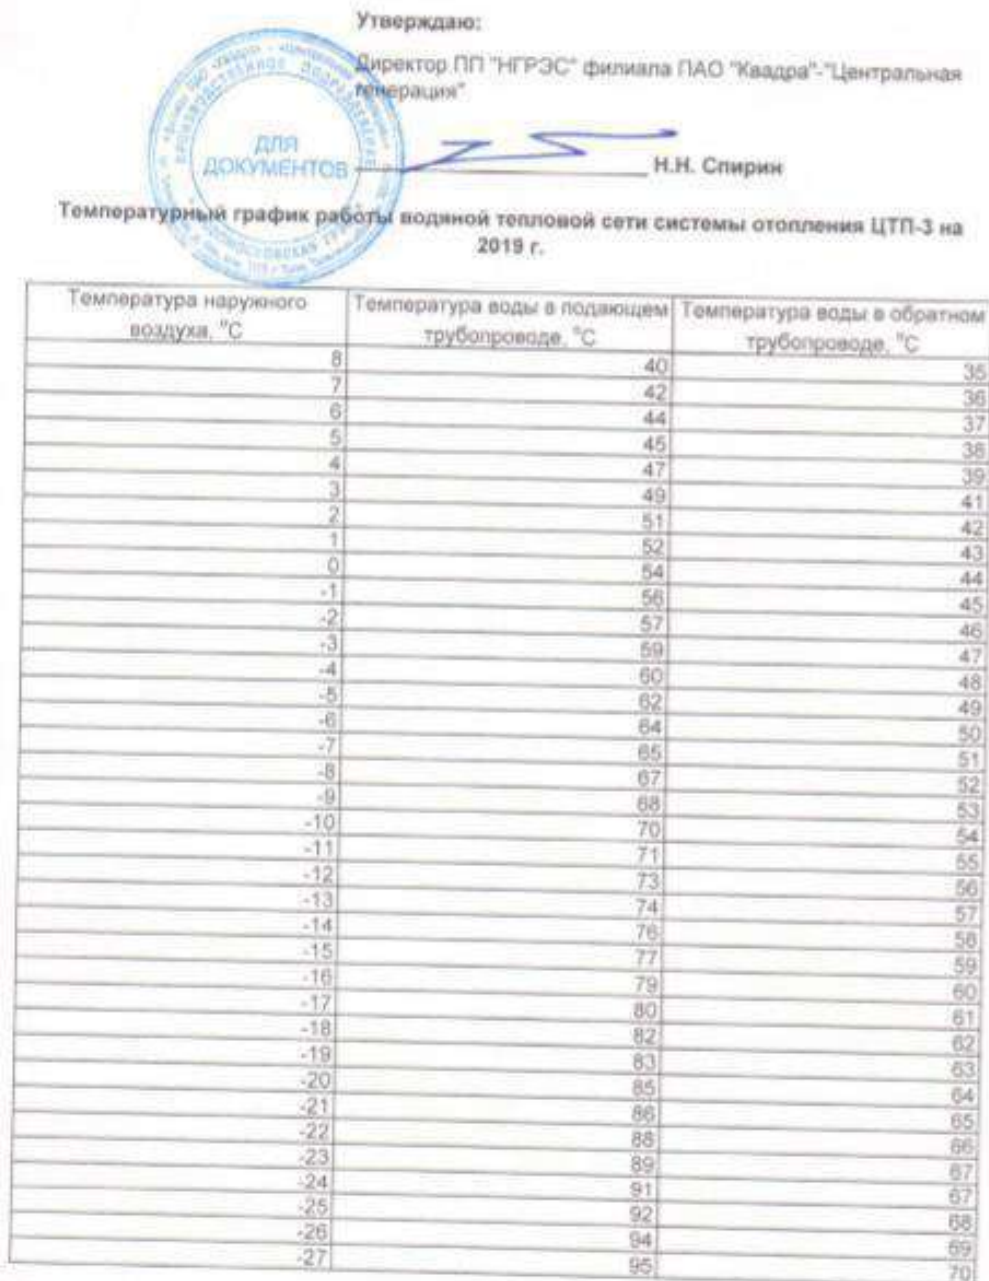 Утверждаю:
Директор ПП "НГРЭС" филиала ПАО "Квадра"-"Центральная
генерация"
ДЛЯ
ДОКУМЕНТОВ
Н.Н. Спирин
Температурный график работы водяной тепловой сети системы отопления ЦТП-3 на
2019 г.
Температура наружного воздуха, °С Температура воды в подающем трубопроводе, °С Температура воды в обратном трубопроводе, °С
8 40 35
7 42 36
6 44 37
5 45 38
4 47 39
3 49 41
2 51 42
1 52 43
0 54 44
-1 56 45
-2 57 46
-3 59 47
-4 60 48
-5 62 49
-6 64 50
-7 65 51
-8 67 52
-9 68 53
-10 70 54
-11 71 55
-12 73 56
-13 74 57
-14 76 58
-15 77 59
-16 79 60
-17 80 61
-18 82 62
-19 83 63
-20 85 64
-21 86 65
-22 88 66
-23 89 67
-24 91 67
-25 92 68
-26 94 69
-27 95 70